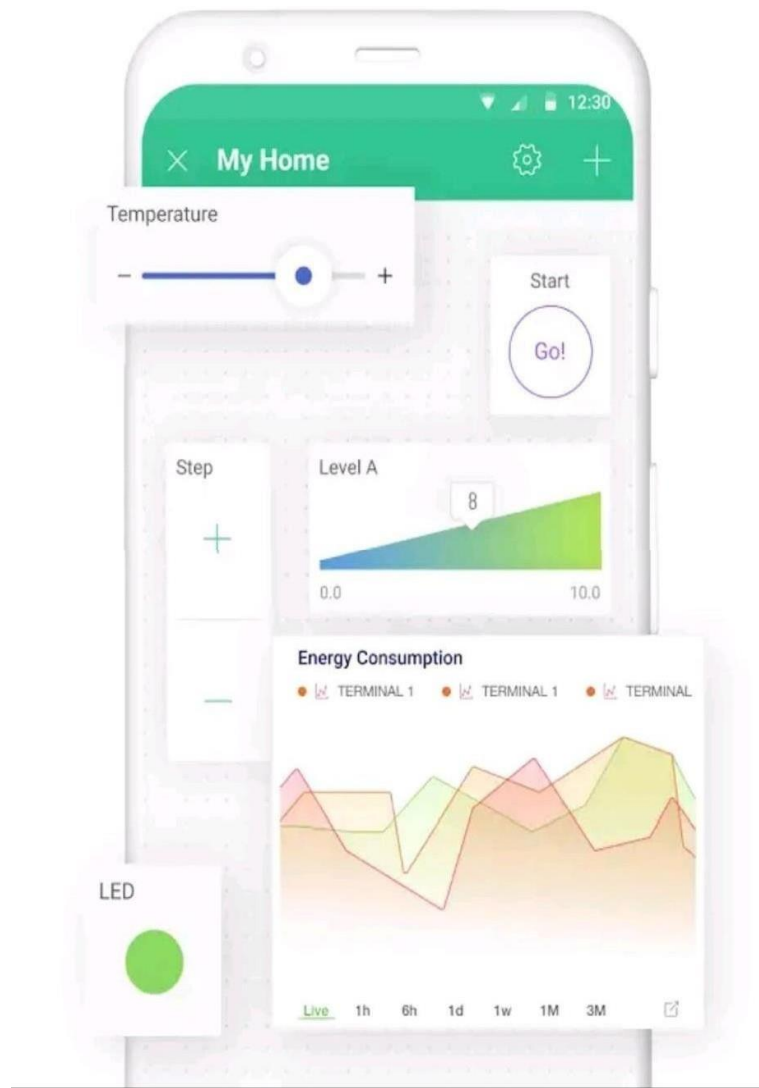 12:30
My Home
Temperature
− +
Start
Go!
Step
+
−
Level A
8
0.0 10.0
Energy Consumption
TERMINAL 1 TERMINAL 1 TERMINAL
Live 1h 6h 1d 1w 1M 3M
LED